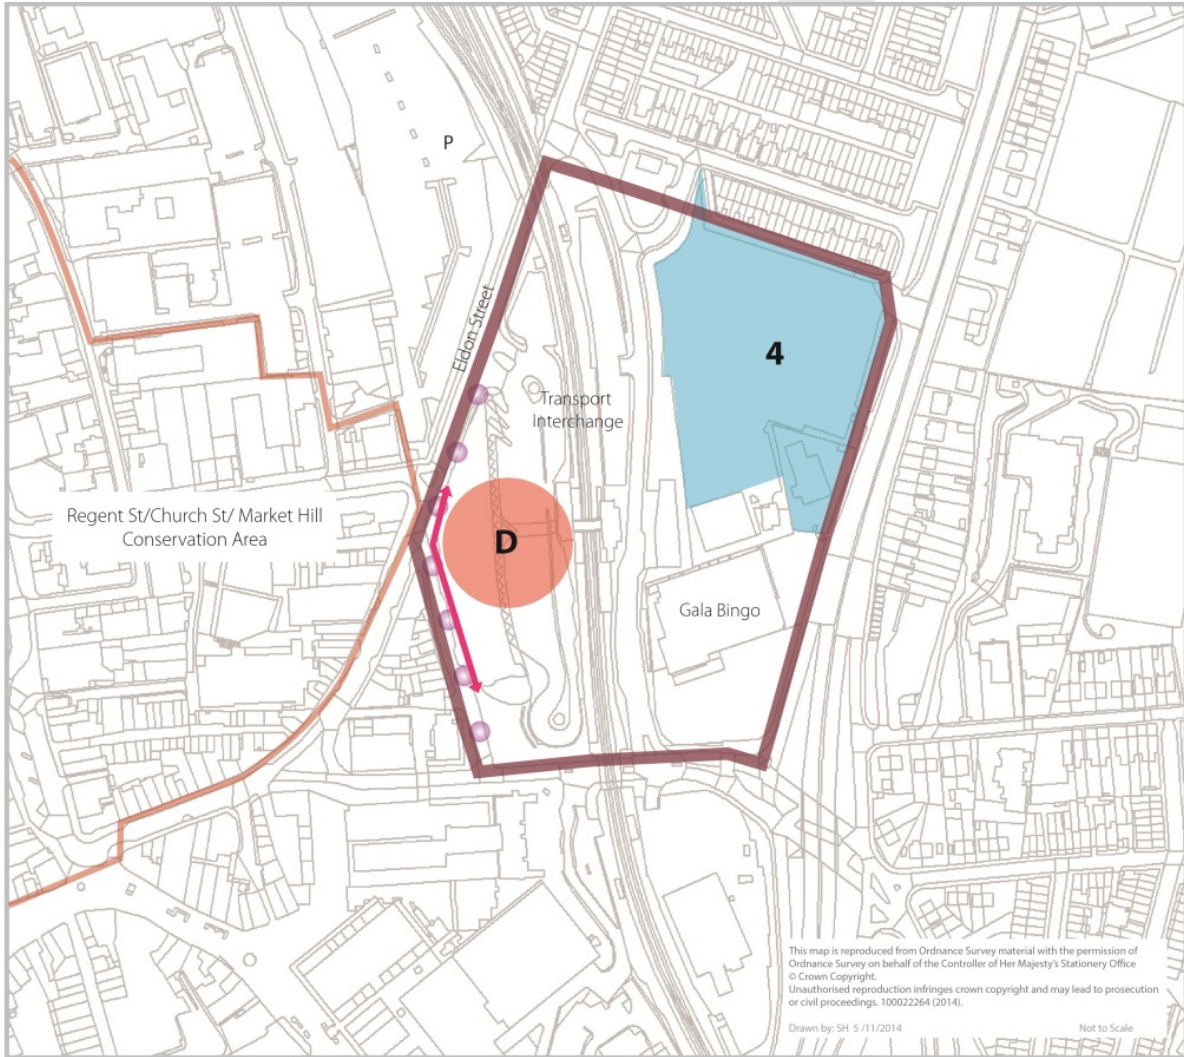 P
Eldon Street
4
Transport
Interchange
Regent St/Church St/ Market Hill
Conservation Area
D
Gala Bingo
This map is reproduced from Ordnance Survey material with the permission of
Ordnance Survey on behalf of the Controller of Her Majesty's Stationery Office
© Crown Copyright.
Unauthorised reproduction infringes crown copyright and may lead to prosecution
or civil proceedings. 100022264 (2014).
Drawn by: SH 5 /11/2014
Not to Scale